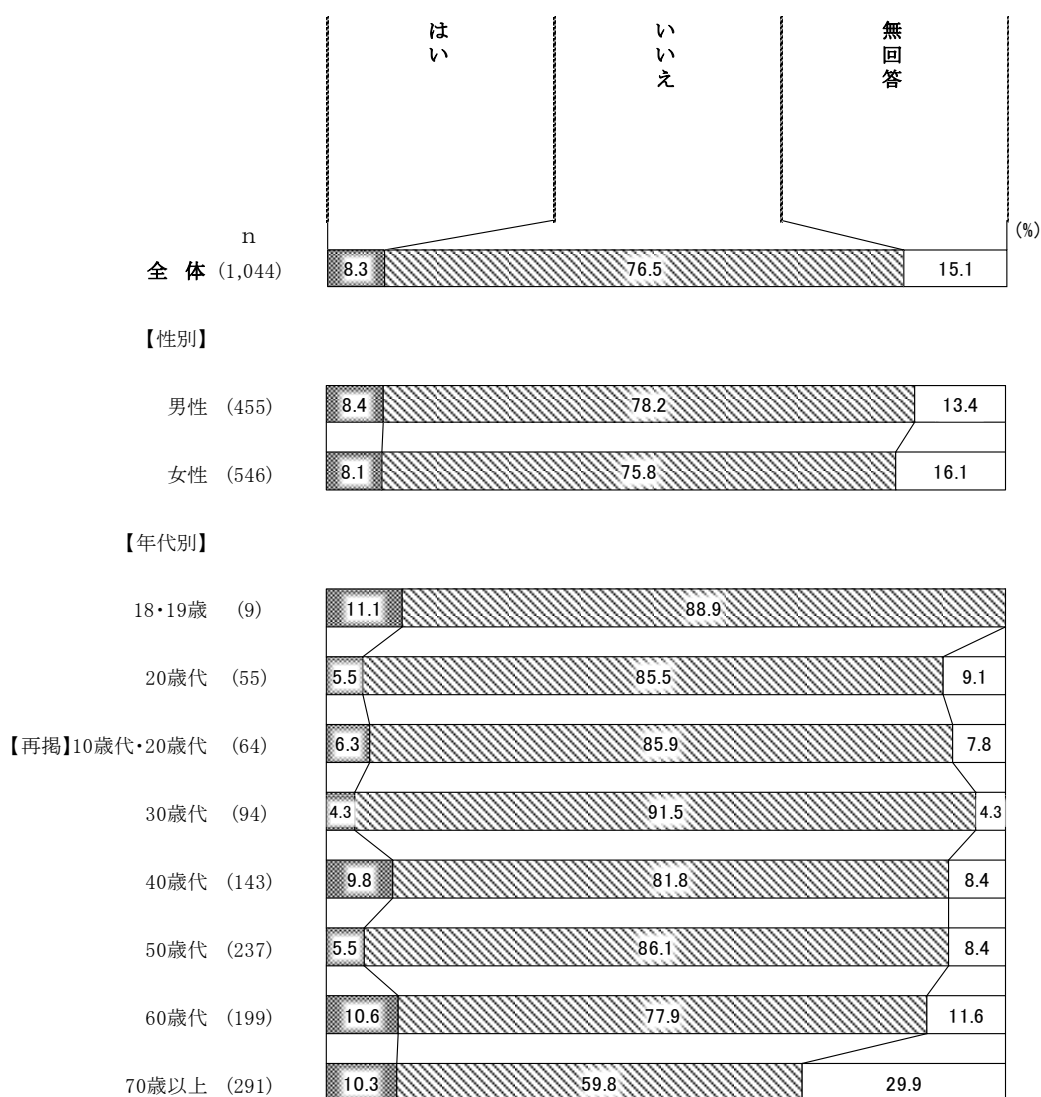 はい
いいえ
無回答
(%)
n
全 体 (1,044) 8.3 76.5 15.1
【性別】
男性 (455) 8.4 78.2 13.4
女性 (546) 8.1 75.8 16.1
【年代別】
18・19歳 (9) 11.1 88.9
20歳代 (55) 5.5 85.5 9.1
【再掲】10歳代・20歳代 (64) 6.3 85.9 7.8
30歳代 (94) 4.3 91.5 4.3
40歳代 (143) 9.8 81.8 8.4
50歳代 (237) 5.5 86.1 8.4
60歳代 (199) 10.6 77.9 11.6
70歳以上 (291) 10.3 59.8 29.9